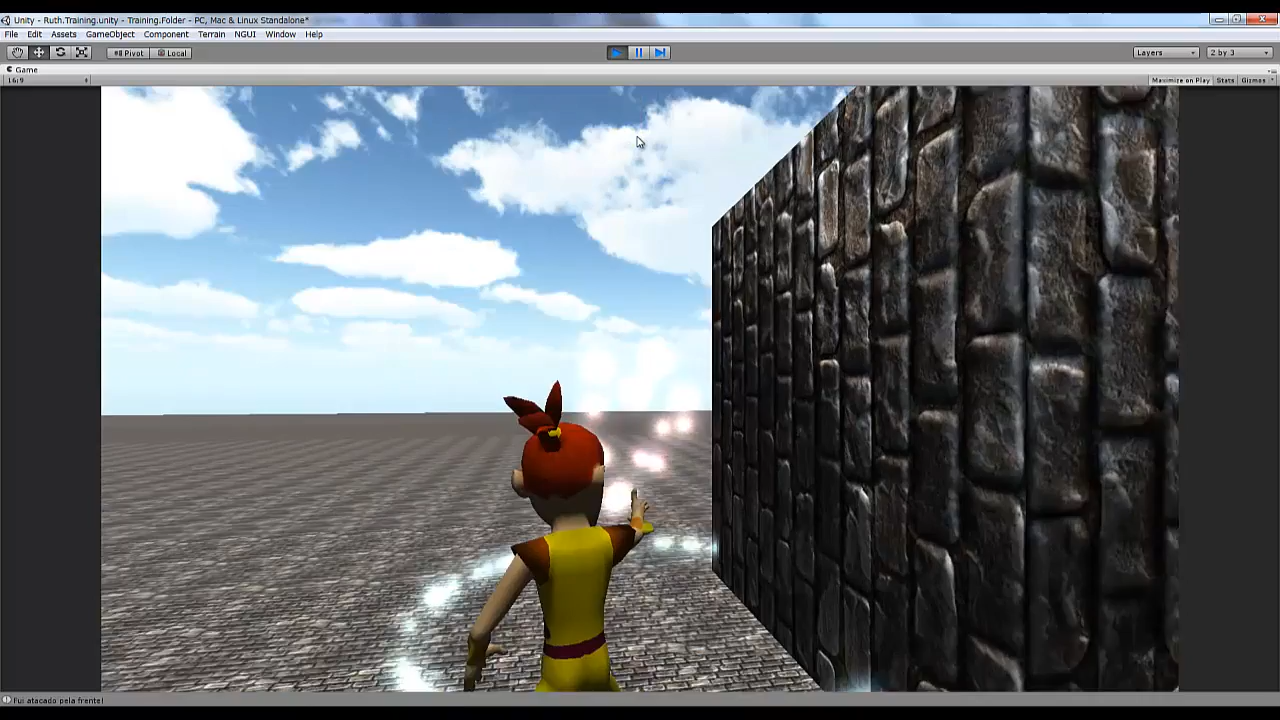 Unity - Ruth.Training.unity - Training.Folder - PC, Mac & Linux Standalone*
File Edit Assets GameObject Component Terrain NGUI Window Help
Pivot Local Layers 2 by 3
Game
16:9 Maximize on Play Stats Gizmos
Fui atacado pela frente!